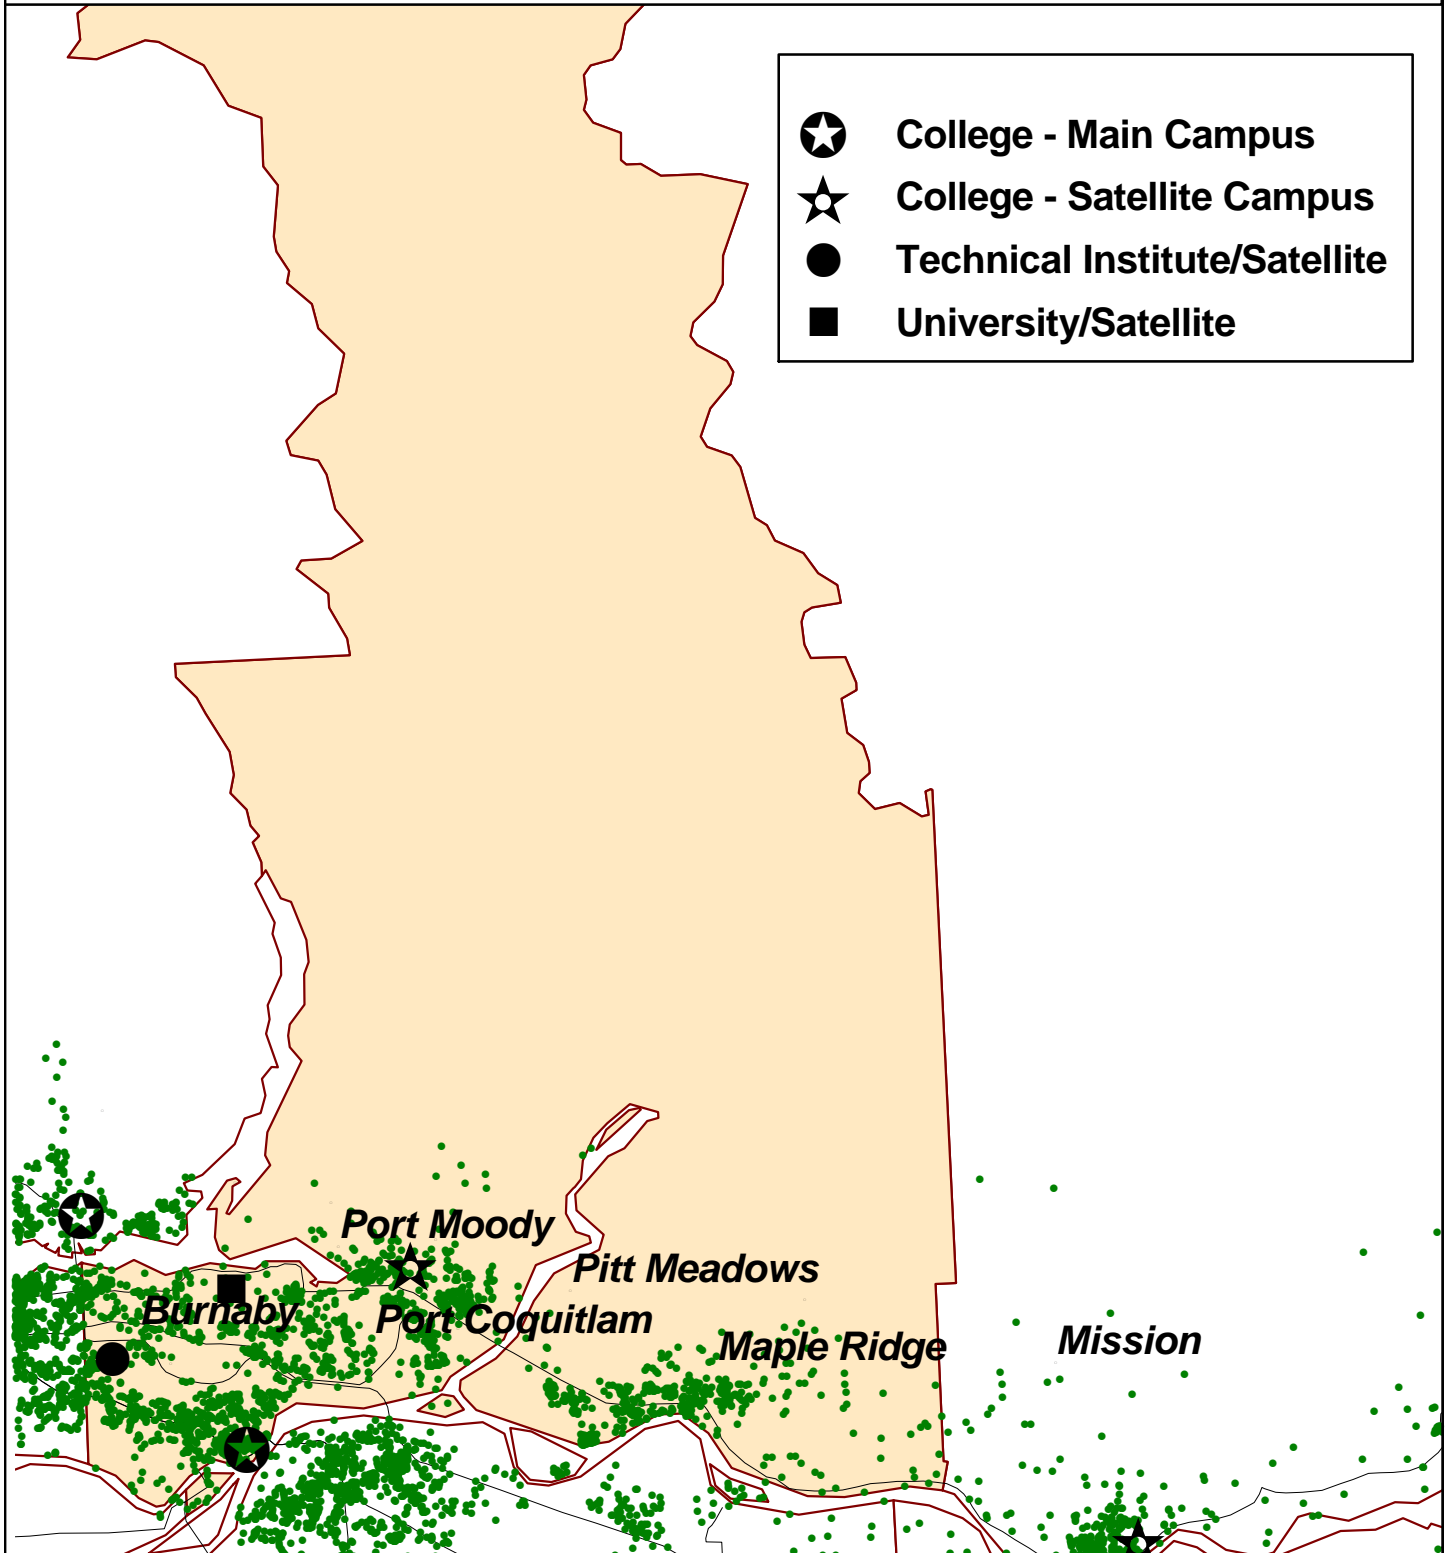 College - Main Campus
College - Satellite Campus
Technical Institute/Satellite
University/Satellite
Port Moody
Pitt Meadows
Burnaby
Port Coquitlam
Maple Ridge
Mission